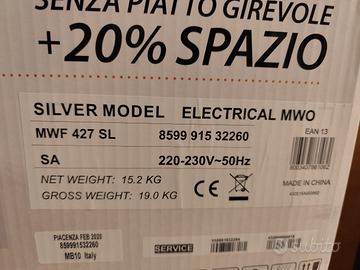 SENZA PIATTO GIREVOLE
+20% SPAZIO
SILVER MODEL ELECTRICAL MWO
MWF 427 SL 8599 915 32260
EAN 13
SA 220-230V~50Hz
NET WEIGHT: 15.2 KG
GROSS WEIGHT: 19.0 KG
CE
MADE IN CHINA
PIACENZA FEB 2020
859991532260
MB10 Italy
SERVICE
subito